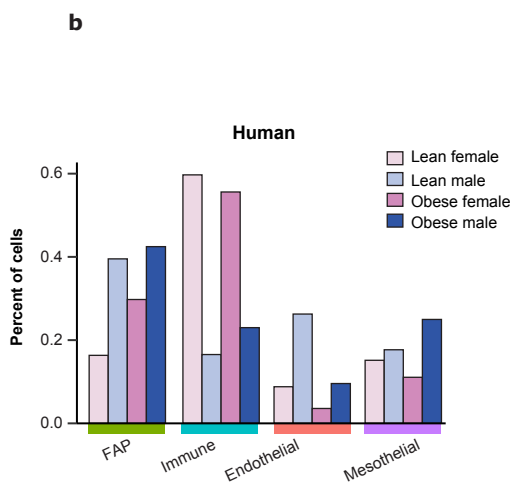 b
Human
Lean female
Lean male
Obese female
Obese male
Percent of cells
0.6
0.4
0.2
0.0
FAP
Immune
Endothelial
Mesothelial